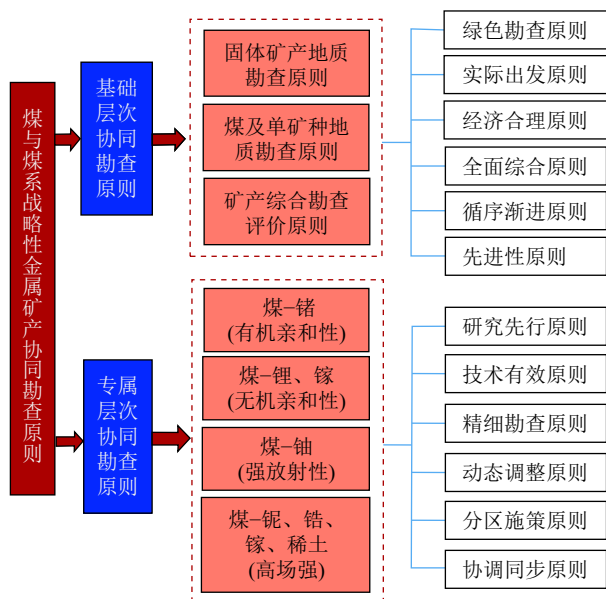 煤与煤系战略性金属矿产协同勘查原则
基础
层次
协同
勘查
原则
固体矿产地质
勘查原则
煤及单矿种地
质勘查原则
矿产综合勘查
评价原则
绿色勘查原则
实际出发原则
经济合理原则
全面综合原则
循序渐进原则
先进性原则
专属
层次
协同
勘查
原则
煤–锗
(有机亲和性)
煤–锂、镓
(无机亲和性)
煤–铀
(强放射性)
煤–铌、锆、
镓、稀土
(高场强)
研究先行原则
技术有效原则
精细勘查原则
动态调整原则
分区施策原则
协调同步原则